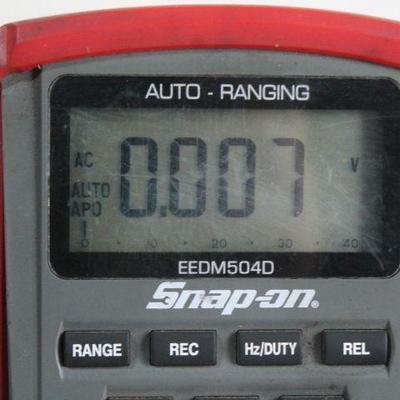 AUTO - RANGING
AC 0.007 V
AUTO
APO
0 10 20 30 40
EEDM504D
Snap-on®
RANGE REC Hz/DUTY REL